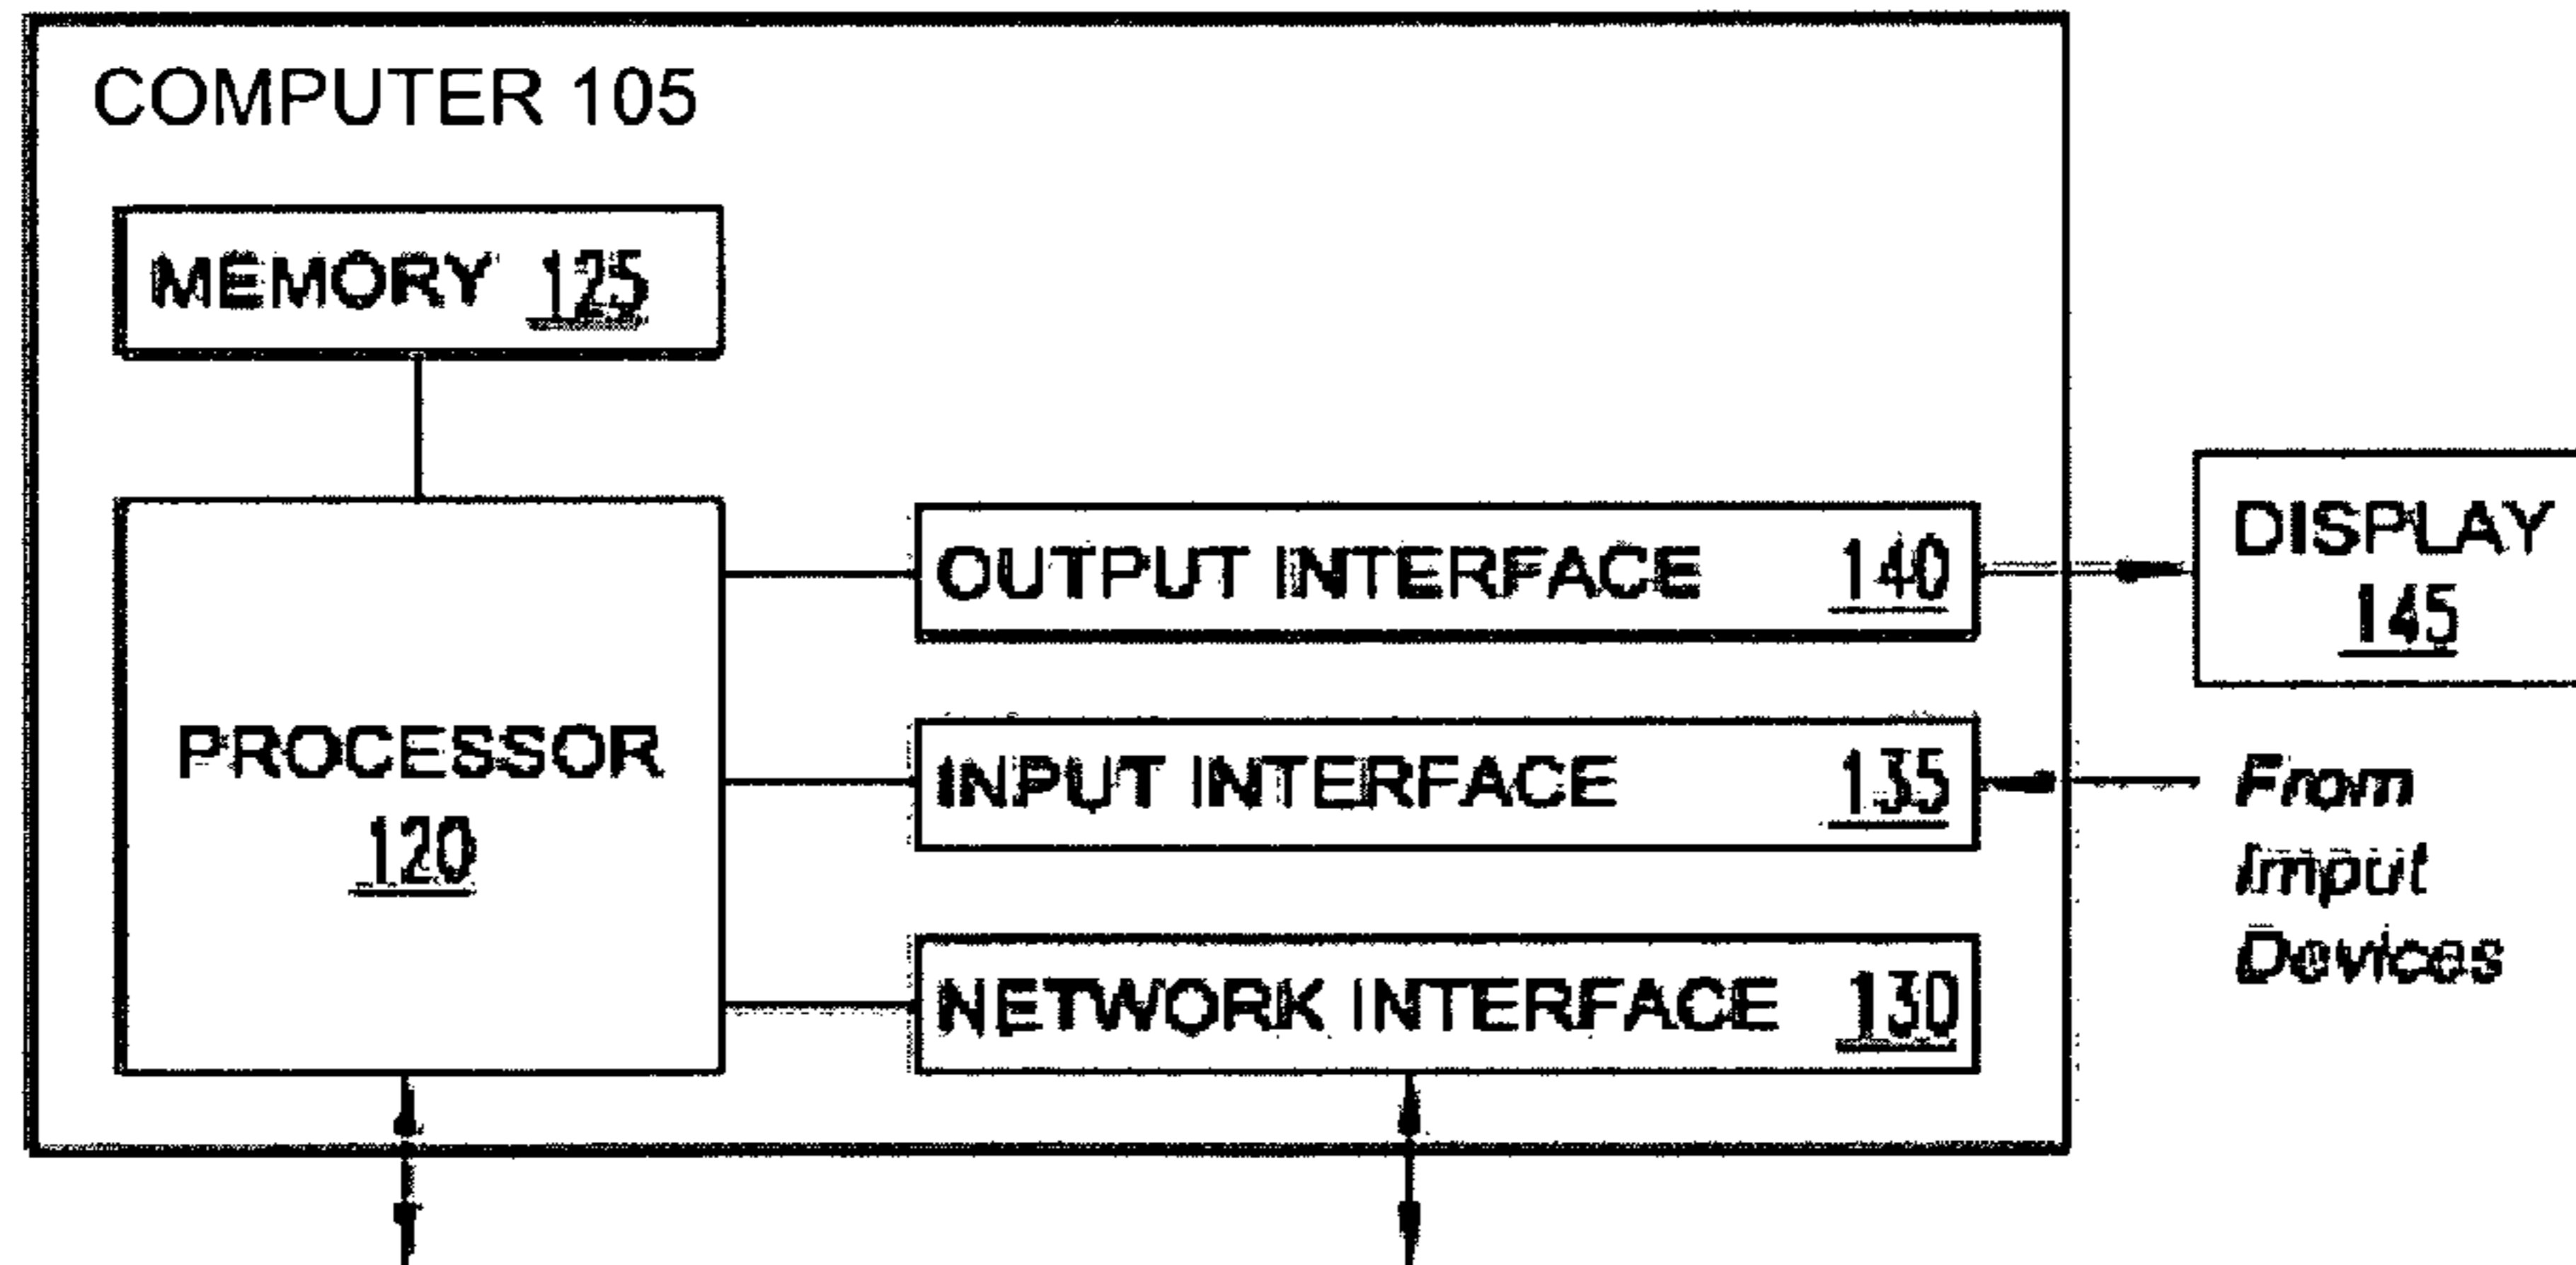 COMPUTER 105
MEMORY 125
OUTPUT INTERFACE 140
DISPLAY
145
PROCESSOR
120
INPUT INTERFACE 135
From
Input
Devices
NETWORK INTERFACE 130